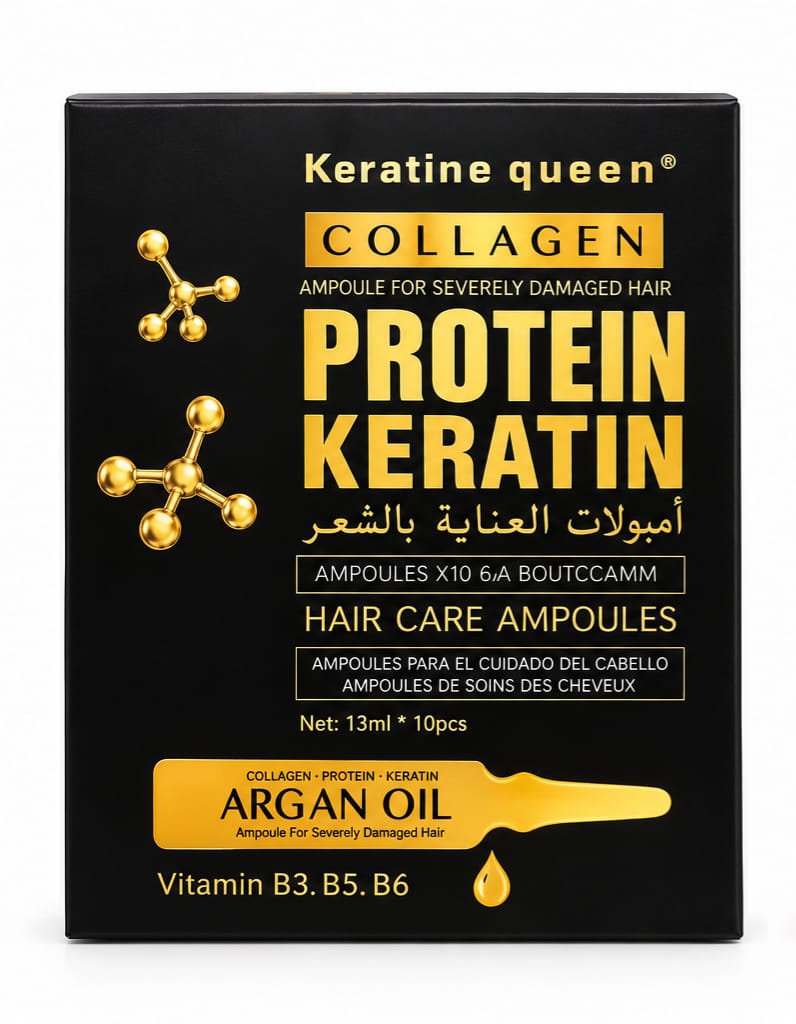 Keratine queen®
COLLAGEN
AMPOULE FOR SEVERELY DAMAGED HAIR
PROTEIN
KERATIN
أمبولات العناية بالشعر
AMPOULES X10 6/A BOUTCCAMM
HAIR CARE AMPOULES
AMPOULES PARA EL CUIDADO DEL CABELLO
AMPOULES DE SOINS DES CHEVEUX
Net: 13ml * 10pcs
COLLAGEN · PROTEIN · KERATIN
ARGAN OIL
Ampoule For Severely Damaged Hair
Vitamin B3. B5. B6